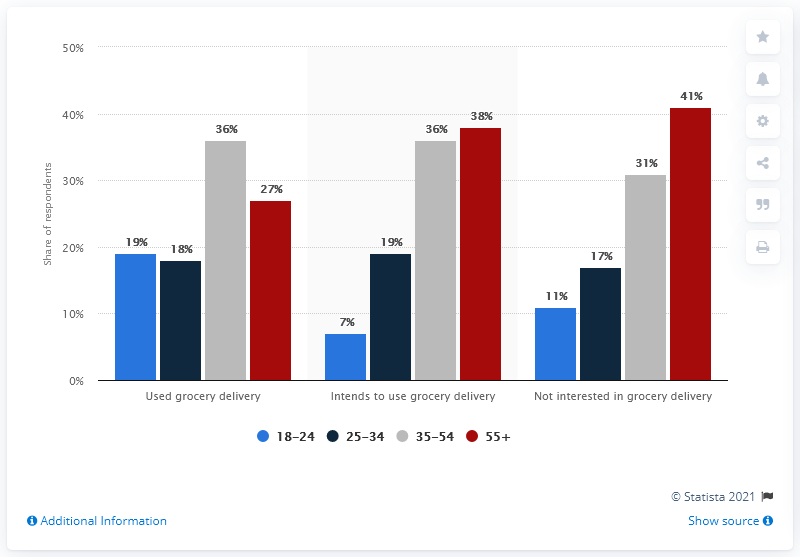 50%
40%
30%
20%
10%
0%
Share of respondents
19%
18%
36%
27%
7%
19%
36%
38%
11%
17%
31%
41%
Used grocery delivery
Intends to use grocery delivery
Not interested in grocery delivery
18–24 25–34 35–54 55+
© Statista 2021
Additional Information
Show source